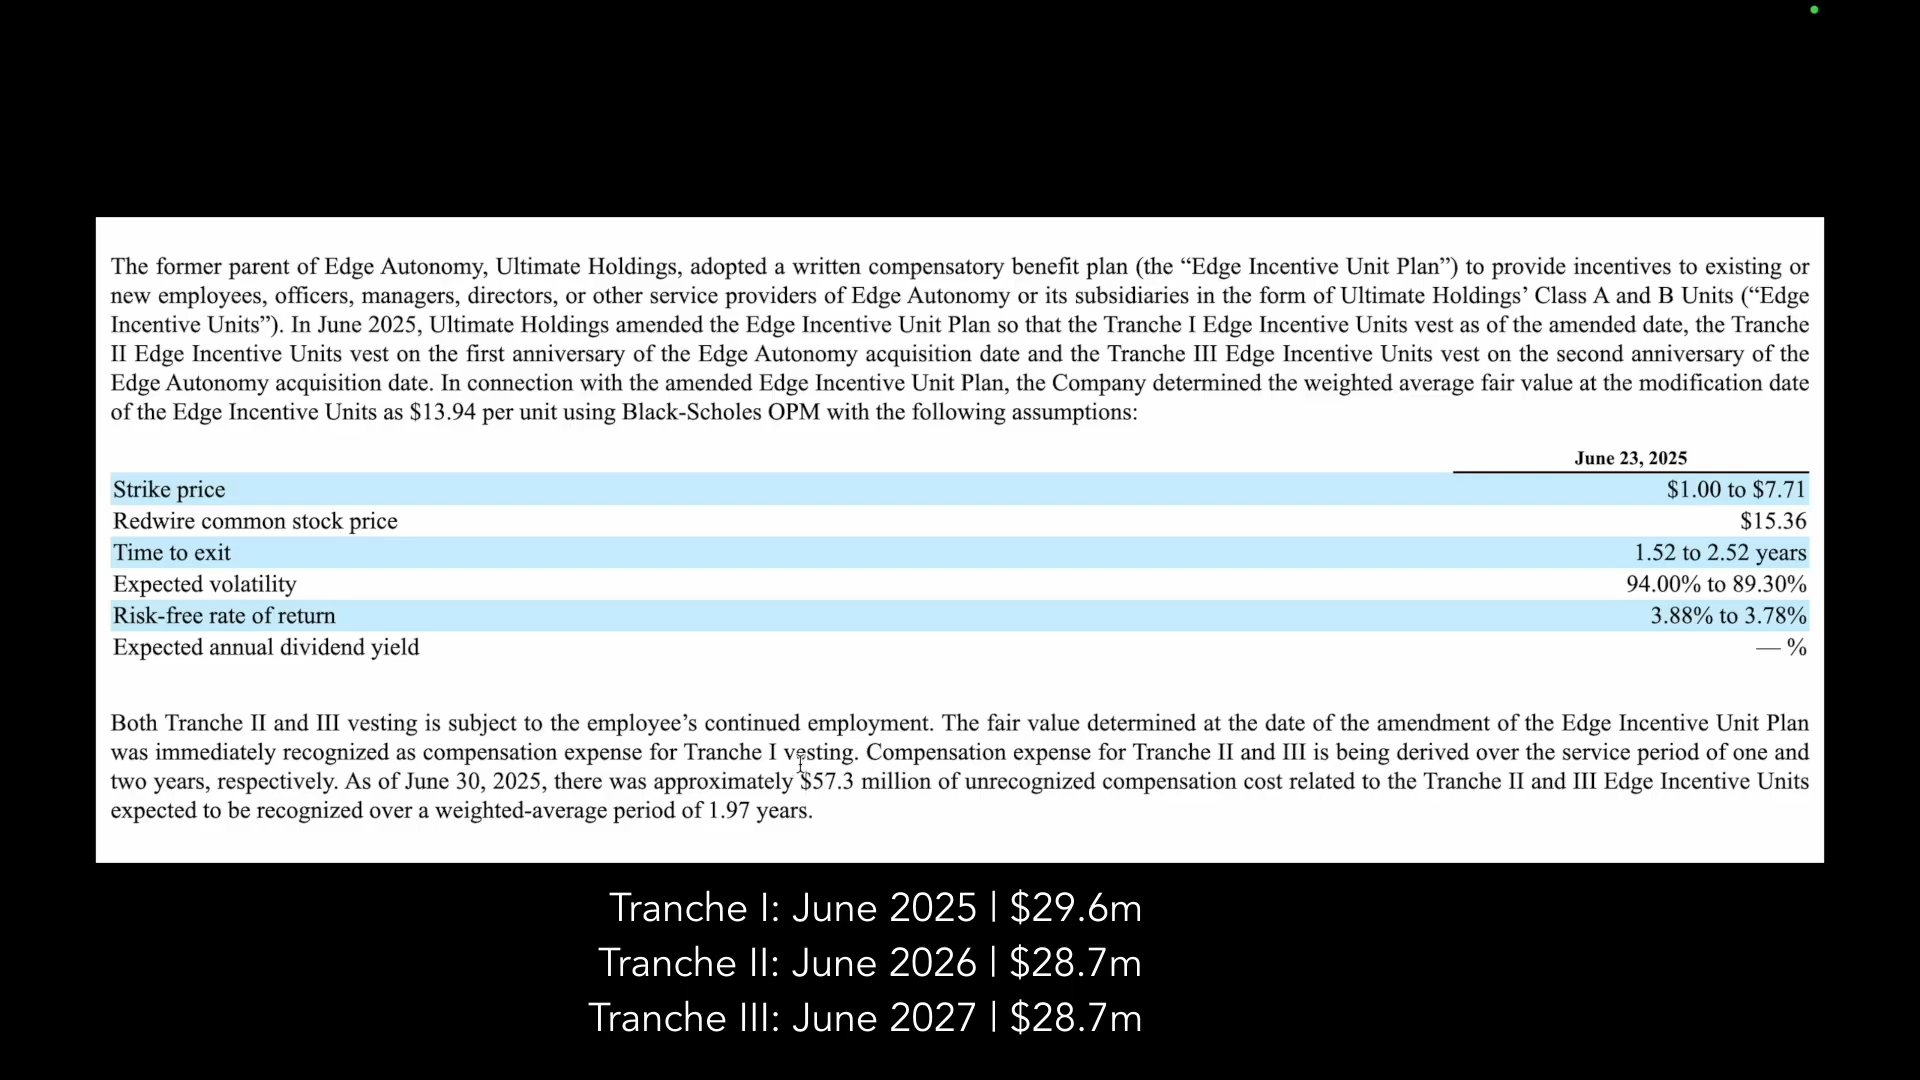 The former parent of Edge Autonomy, Ultimate Holdings, adopted a written compensatory benefit plan (the “Edge Incentive Unit Plan”) to provide incentives to existing or
new employees, officers, managers, directors, or other service providers of Edge Autonomy or its subsidiaries in the form of Ultimate Holdings’ Class A and B Units (“Edge
Incentive Units”). In June 2025, Ultimate Holdings amended the Edge Incentive Unit Plan so that the Tranche I Edge Incentive Units vest as of the amended date, the Tranche
II Edge Incentive Units vest on the first anniversary of the Edge Autonomy acquisition date and the Tranche III Edge Incentive Units vest on the second anniversary of the
Edge Autonomy acquisition date. In connection with the amended Edge Incentive Unit Plan, the Company determined the weighted average fair value at the modification date
of the Edge Incentive Units as $13.94 per unit using Black-Scholes OPM with the following assumptions:
June 23, 2025
Strike price $1.00 to $7.71
Redwire common stock price $15.36
Time to exit 1.52 to 2.52 years
Expected volatility 94.00% to 89.30%
Risk-free rate of return 3.88% to 3.78%
Expected annual dividend yield — %
Both Tranche II and III vesting is subject to the employee’s continued employment. The fair value determined at the date of the amendment of the Edge Incentive Unit Plan
was immediately recognized as compensation expense for Tranche I vesting. Compensation expense for Tranche II and III is being derived over the service period of one and
two years, respectively. As of June 30, 2025, there was approximately $57.3 million of unrecognized compensation cost related to the Tranche II and III Edge Incentive Units
expected to be recognized over a weighted-average period of 1.97 years.
Tranche I: June 2025 | $29.6m
Tranche II: June 2026 | $28.7m
Tranche III: June 2027 | $28.7m